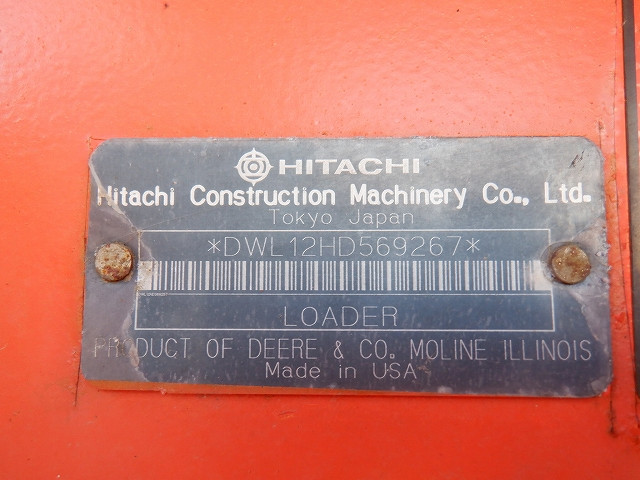 HITACHI
Hitachi Construction Machinery Co., Ltd.
Tokyo Japan
*DWL12HD569267*
LOADER
PRODUCT OF DEERE & CO. MOLINE ILLINOIS
Made in USA